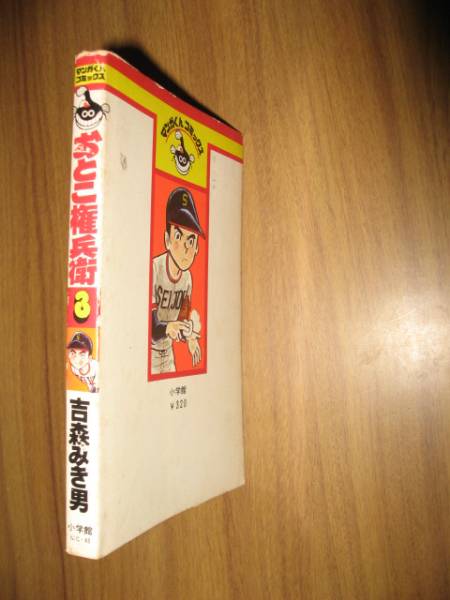 マンガくん
コミックス
おとこ権兵衛
3
吉森みき男
小学館
マンガくんコミックス
S
SEIJO
小学館
¥320